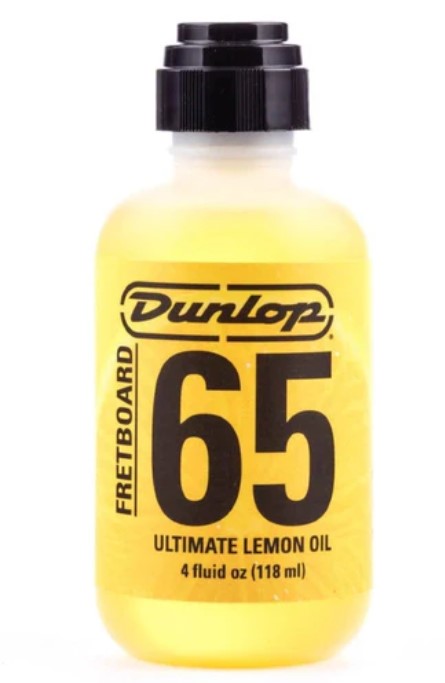 Dunlop
FRETBOARD
65
ULTIMATE LEMON OIL
4 fluid oz (118 ml)